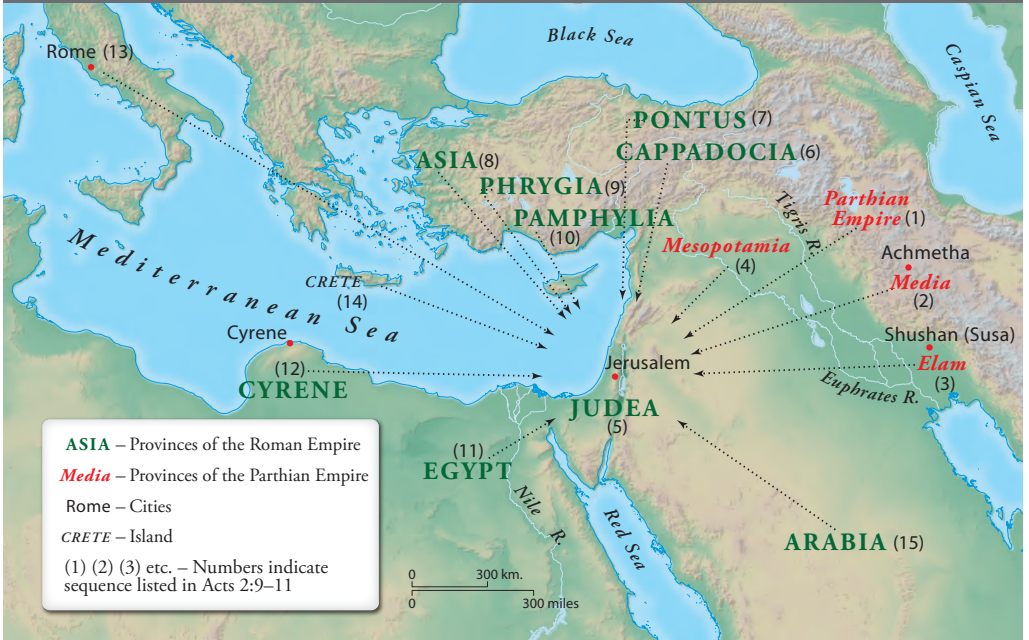 Rome (13)
Black Sea
Caspian Sea
PONTUS (7)
CAPPADOCIA (6)
ASIA (8)
PHRYGIA (9)
PAMPHYLIA
(10)
Parthian
Empire (1)
Tigris R.
Mesopotamia
(4)
Achmetha
Media
(2)
Mediterranean Sea
CRETE
(14)
Cyrene
(12)
CYRENE
Shushan (Susa)
Elam
(3)
Euphrates R.
Jerusalem
JUDEA
(5)
(11)
EGYPT
Nile R.
Red Sea
ARABIA (15)
ASIA – Provinces of the Roman Empire
Media – Provinces of the Parthian Empire
Rome – Cities
CRETE – Island
(1) (2) (3) etc. – Numbers indicate
sequence listed in Acts 2:9–11
0 300 km.
0 300 miles